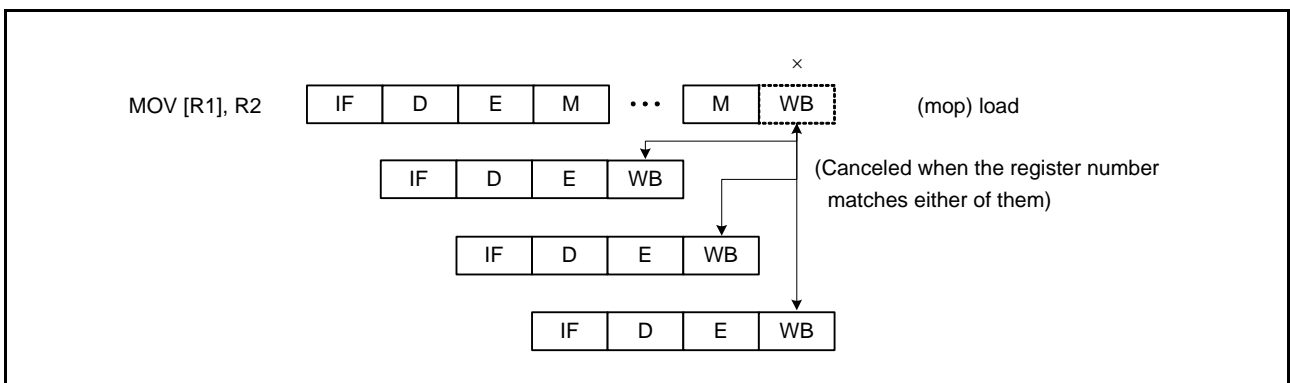 ×
MOV [R1], R2 IF D E M ••• M WB (mop) load
IF D E WB (Canceled when the register number
matches either of them)
IF D E WB
IF D E WB